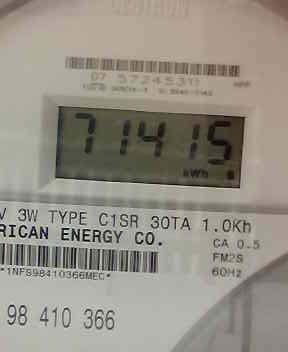 07 57245311
71415
kWh
V 3W TYPE C1SR 30TA 1.0Kh
RICAN ENERGY CO.
CA 0.5
FM2S
60Hz
*1NFS98410366MEC*
98 410 366